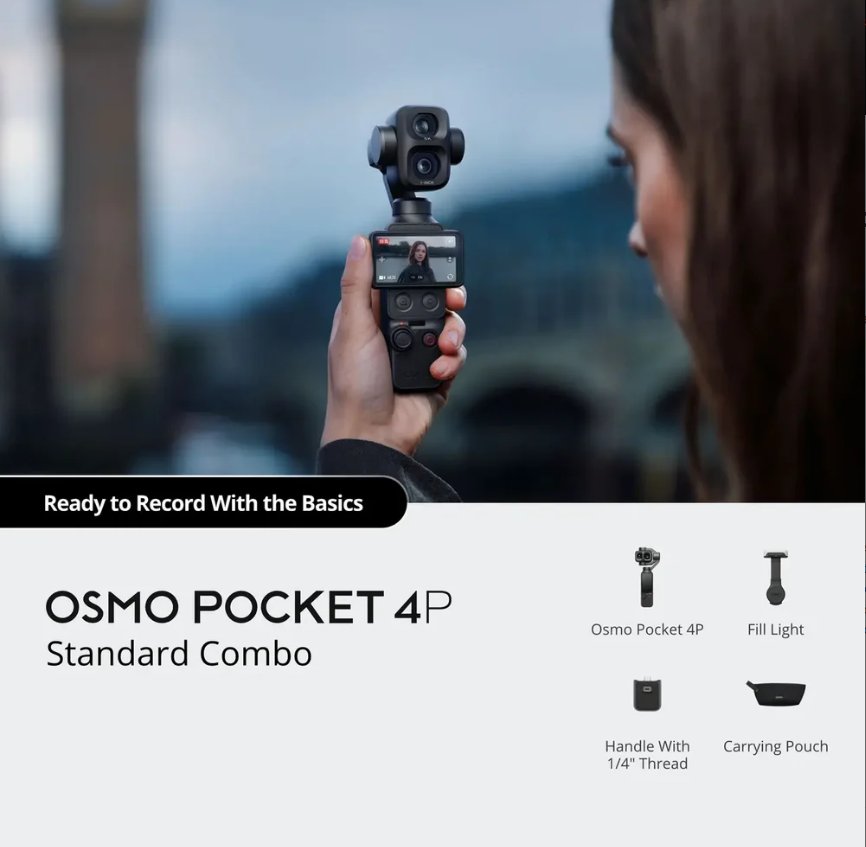 Ready to Record With the Basics
OSMO POCKET 4P
Standard Combo
Osmo Pocket 4P
Fill Light
Handle With
1/4" Thread
Carrying Pouch